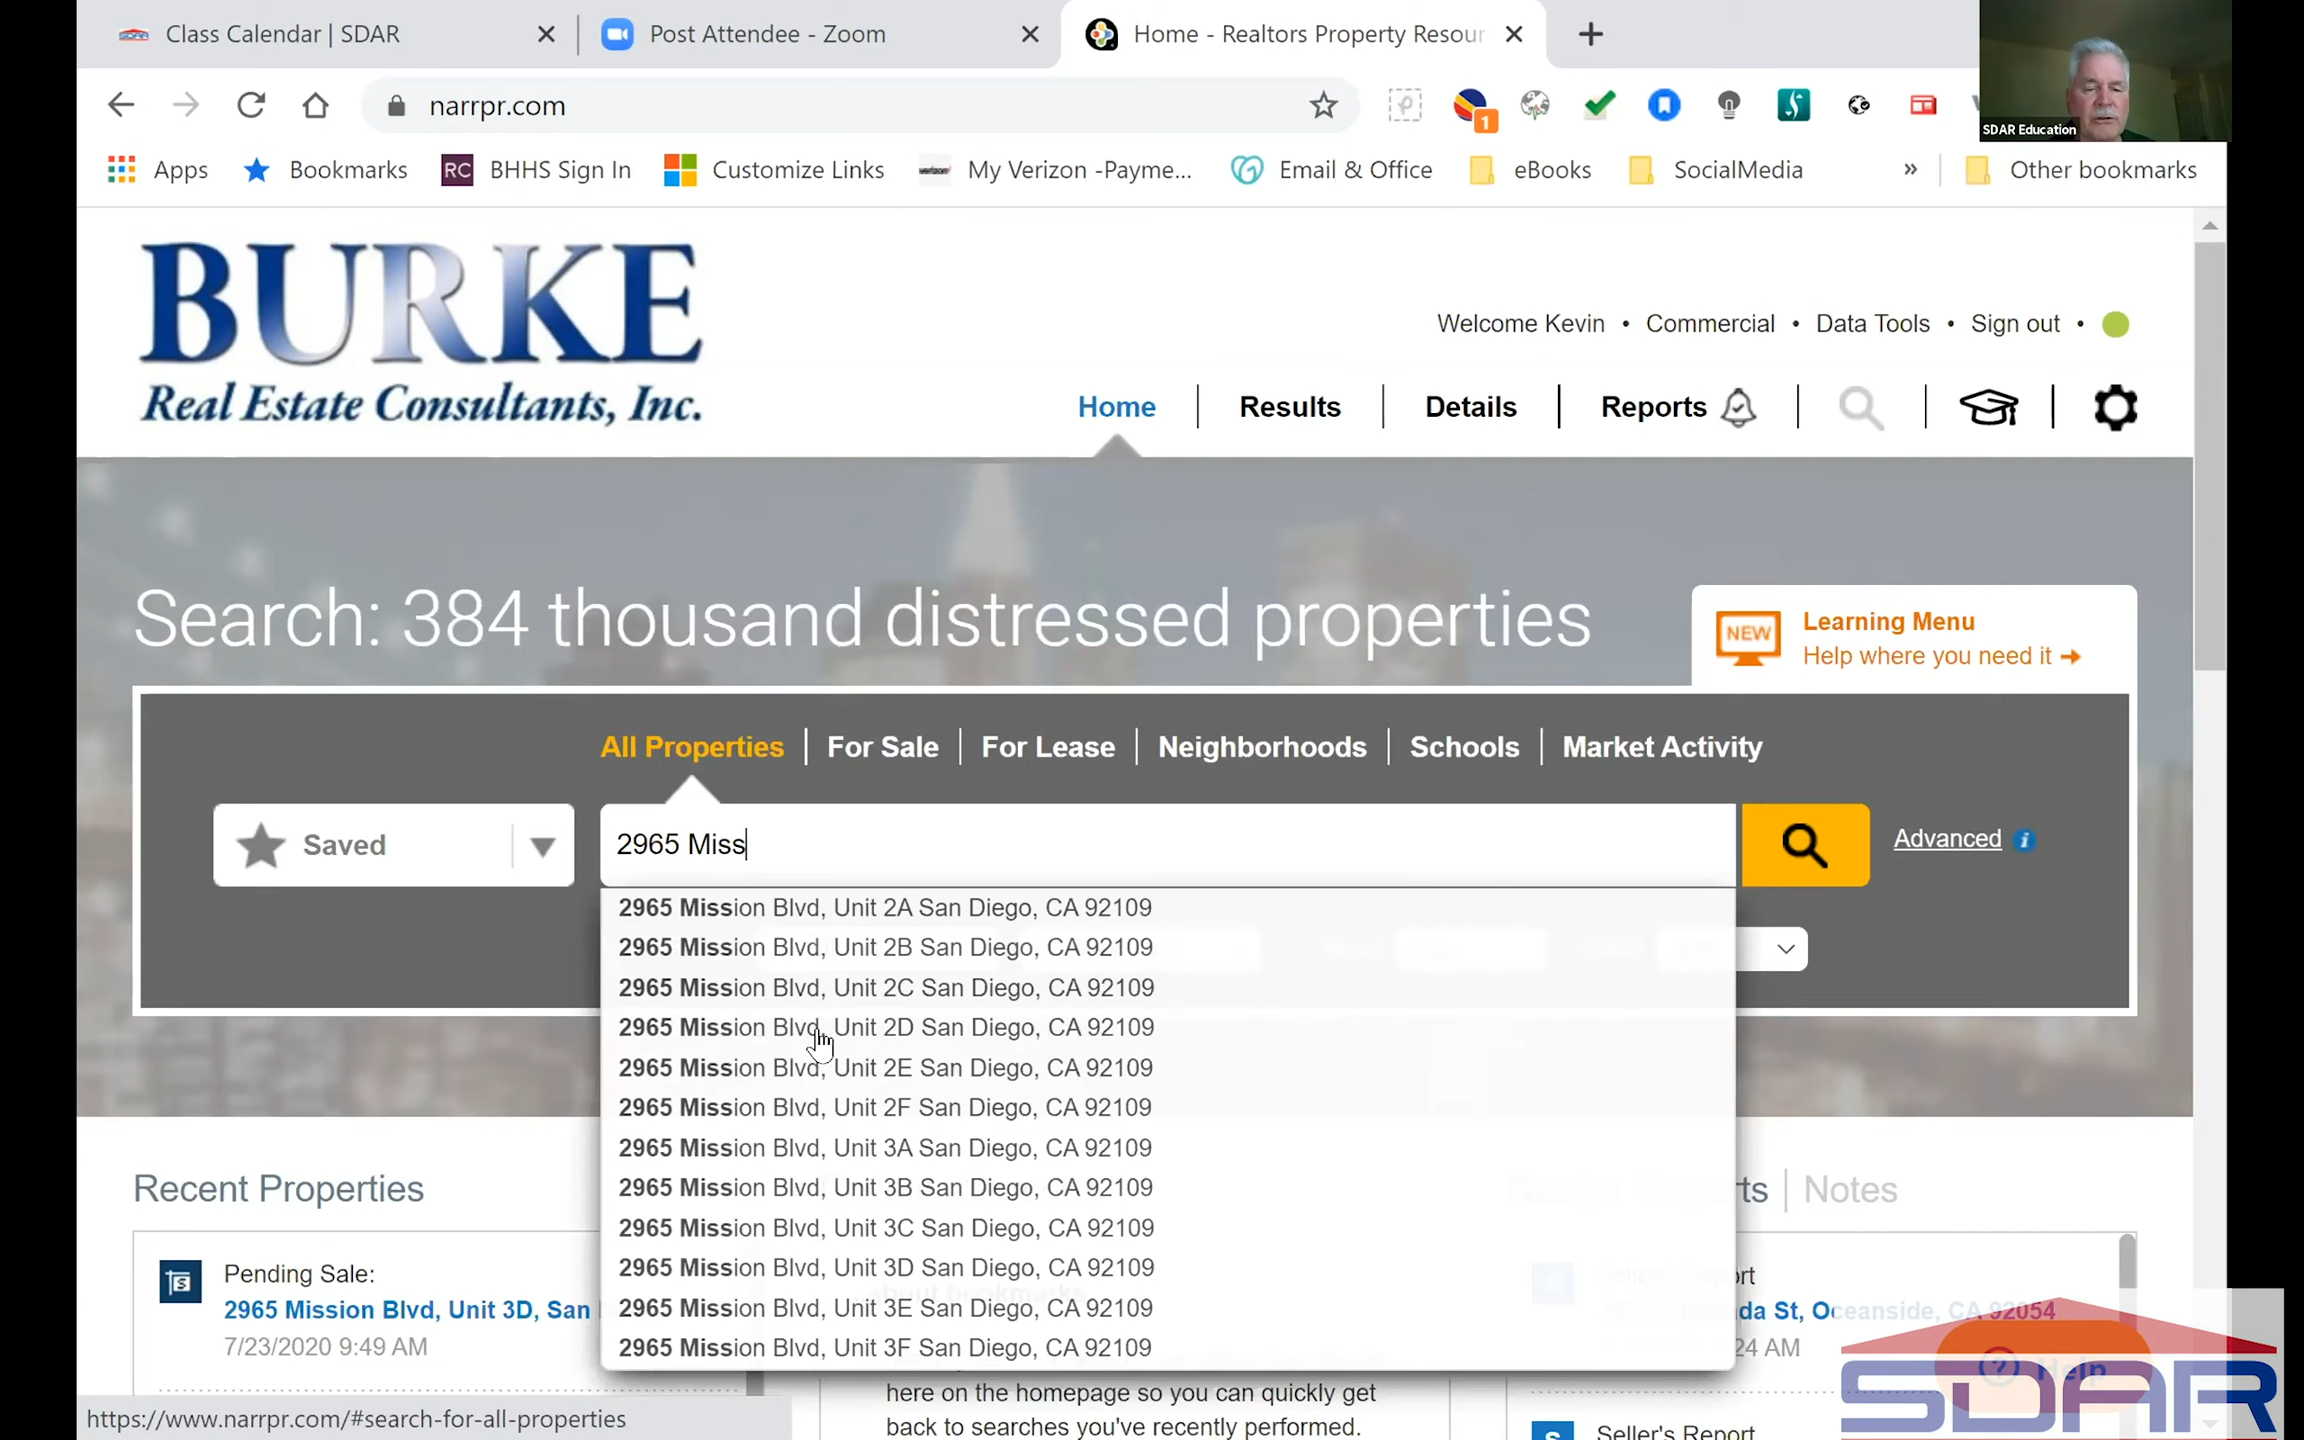 Class Calendar | SDAR
Post Attendee - Zoom
Home - Realtors Property Resour
SDAR Education
narrpr.com
1
Apps
Bookmarks
RC BHHS Sign In
Customize Links
verizon My Verizon -Payme...
Email & Office
eBooks
SocialMedia
»
Other bookmarks
BURKE
Real Estate Consultants, Inc.
Welcome Kevin • Commercial • Data Tools • Sign out •
Home | Results | Details | Reports
Search: 384 thousand distressed properties
NEW
Learning Menu
Help where you need it
All Properties | For Sale | For Lease | Neighborhoods | Schools | Market Activity
Saved
2965 Miss
Advanced
2965 Mission Blvd, Unit 2A San Diego, CA 92109
2965 Mission Blvd, Unit 2B San Diego, CA 92109
2965 Mission Blvd, Unit 2C San Diego, CA 92109
2965 Mission Blvd, Unit 2D San Diego, CA 92109
2965 Mission Blvd, Unit 2E San Diego, CA 92109
2965 Mission Blvd, Unit 2F San Diego, CA 92109
2965 Mission Blvd, Unit 3A San Diego, CA 92109
2965 Mission Blvd, Unit 3B San Diego, CA 92109
2965 Mission Blvd, Unit 3C San Diego, CA 92109
2965 Mission Blvd, Unit 3D San Diego, CA 92109
2965 Mission Blvd, Unit 3E San Diego, CA 92109
2965 Mission Blvd, Unit 3F San Diego, CA 92109
Recent Properties
Pending Sale:
2965 Mission Blvd, Unit 3D, San
7/23/2020 9:49 AM
about bookmarks
here on the homepage so you can quickly get
back to searches you've recently performed.
ts | Notes
rt
da St, Oceanside, CA 92054
24 AM
Seller's Report
Help
SDAR
https://www.narrpr.com/#search-for-all-properties